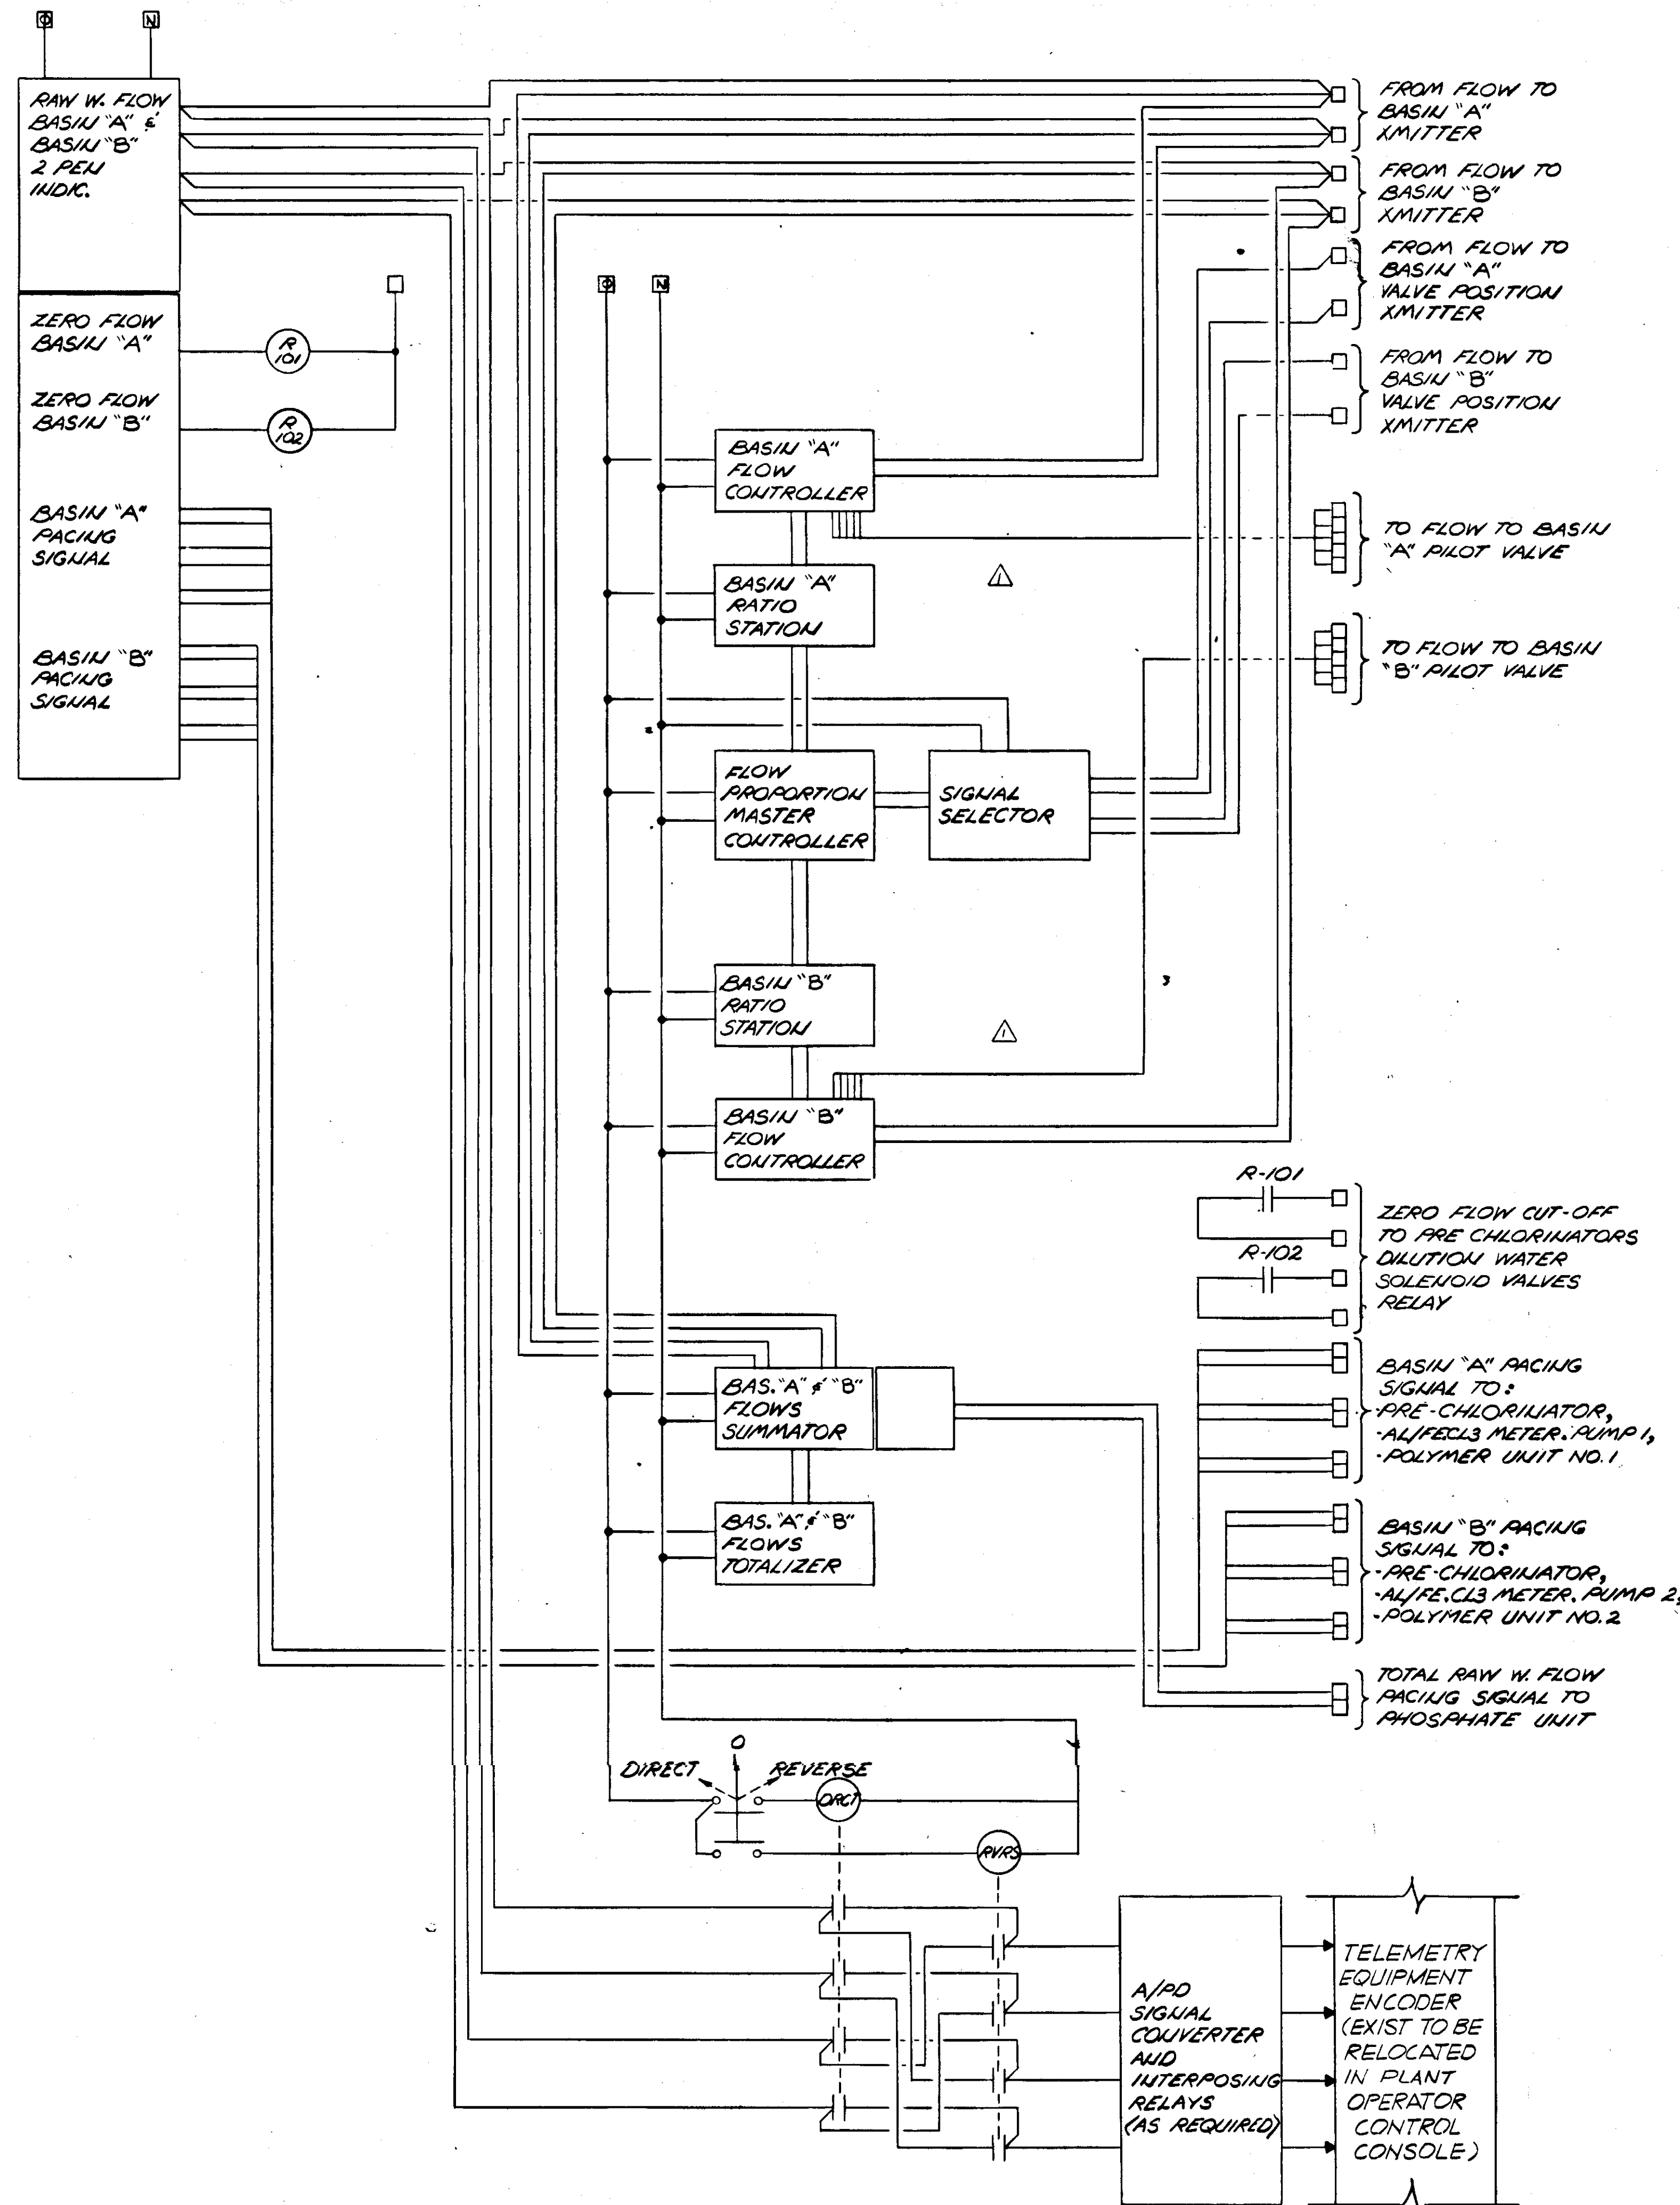 Φ
N
RAW W. FLOW
BASIN "A" &
BASIN "B"
2 PEN
INDIC.
ZERO FLOW
BASIN "A"
R
101
ZERO FLOW
BASIN "B"
R
102
BASIN "A"
PACING
SIGNAL
BASIN "B"
PACING
SIGNAL
Φ
N
BASIN "A"
FLOW
CONTROLLER
BASIN "A"
RATIO
STATION
1
FLOW
PROPORTION
MASTER
CONTROLLER
SIGNAL
SELECTOR
BASIN "B"
RATIO
STATION
1
BASIN "B"
FLOW
CONTROLLER
BAS. "A" & "B"
FLOWS
SUMMATOR
BAS. "A" & "B"
FLOWS
TOTALIZER
FROM FLOW TO
BASIN "A"
XMITTER
FROM FLOW TO
BASIN "B"
XMITTER
FROM FLOW TO
BASIN "A"
VALVE POSITION
XMITTER
FROM FLOW TO
BASIN "B"
VALVE POSITION
XMITTER
TO FLOW TO BASIN
"A" PILOT VALVE
TO FLOW TO BASIN
"B" PILOT VALVE
R-101
R-102
ZERO FLOW CUT-OFF
TO PRE CHLORINATORS
DILUTION WATER
SOLENOID VALVES
RELAY
BASIN "A" PACING
SIGNAL TO:
-PRE-CHLORINATOR,
-AL/FE.CL3 METER. PUMP 1,
-POLYMER UNIT NO. 1
BASIN "B" PACING
SIGNAL TO:
-PRE-CHLORINATOR,
-AL/FE.CL3 METER. PUMP 2,
-POLYMER UNIT NO. 2
TOTAL RAW W. FLOW
PACING SIGNAL TO
PHOSPHATE UNIT
O
DIRECT
REVERSE
DRCT
RVRS
A/PD
SIGNAL
CONVERTER
AND
INTERPOSING
RELAYS
(AS REQUIRED)
TELEMETRY
EQUIPMENT
ENCODER
(EXIST TO BE
RELOCATED
IN PLANT
OPERATOR
CONTROL
CONSOLE)